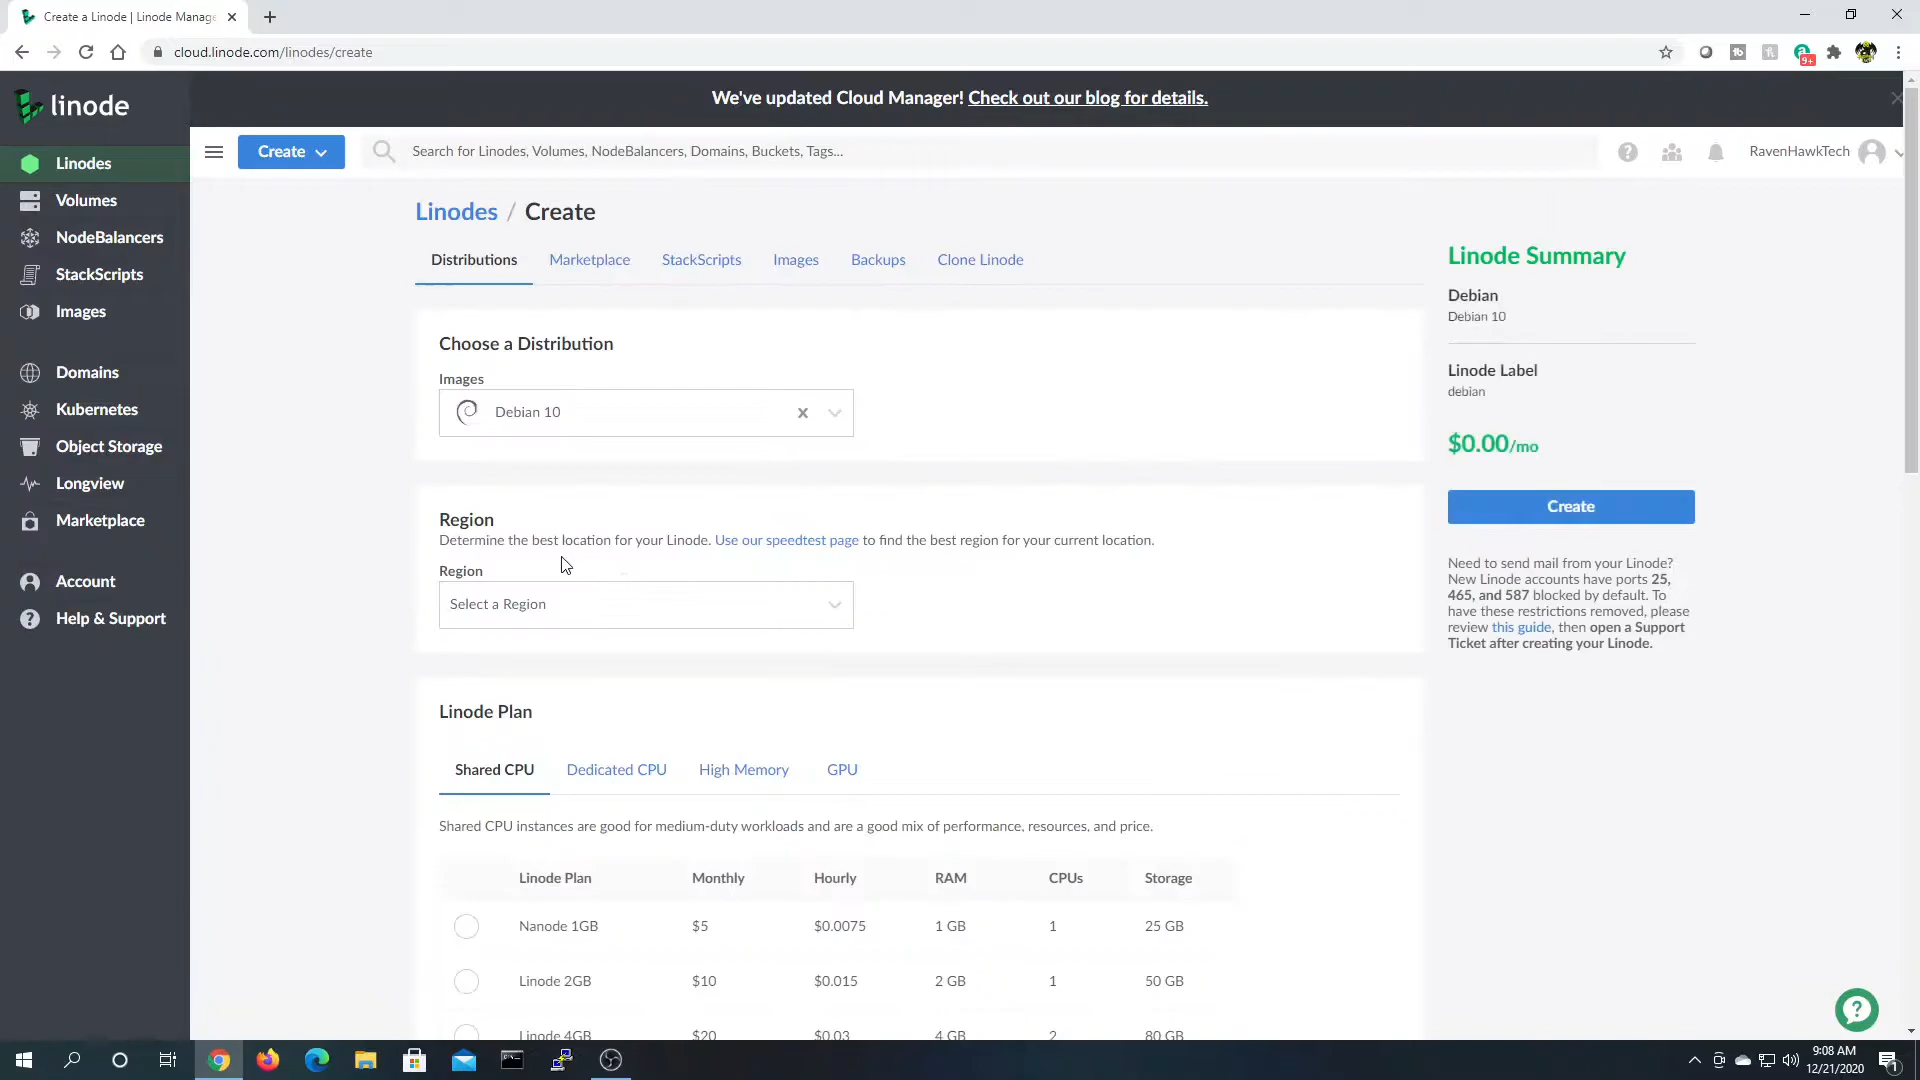 Create a Linode | Linode Manage
cloud.linode.com/linodes/create
9+
linode
We've updated Cloud Manager! Check out our blog for details.
Create
Search for Linodes, Volumes, NodeBalancers, Domains, Buckets, Tags...
RavenHawkTech
Linodes
Volumes
NodeBalancers
StackScripts
Images
Domains
Kubernetes
Object Storage
Longview
Marketplace
Account
Help & Support
Linodes / Create
Distributions Marketplace StackScripts Images Backups Clone Linode
Choose a Distribution
Images
Debian 10
Region
Determine the best location for your Linode. Use our speedtest page to find the best region for your current location.
Region
Select a Region
Linode Plan
Shared CPU Dedicated CPU High Memory GPU
Shared CPU instances are good for medium-duty workloads and are a good mix of performance, resources, and price.
Linode Plan Monthly Hourly RAM CPUs Storage
Nanode 1GB $5 $0.0075 1 GB 1 25 GB
Linode 2GB $10 $0.015 2 GB 1 50 GB
Linode 4GB $20 $0.03 4 GB 2 80 GB
Linode Summary
Debian
Debian 10
Linode Label
debian
$0.00/mo
Create
Need to send mail from your Linode?
New Linode accounts have ports 25,
465, and 587 blocked by default. To
have these restrictions removed, please
review this guide, then open a Support
Ticket after creating your Linode.
9:08 AM
12/21/2020
1